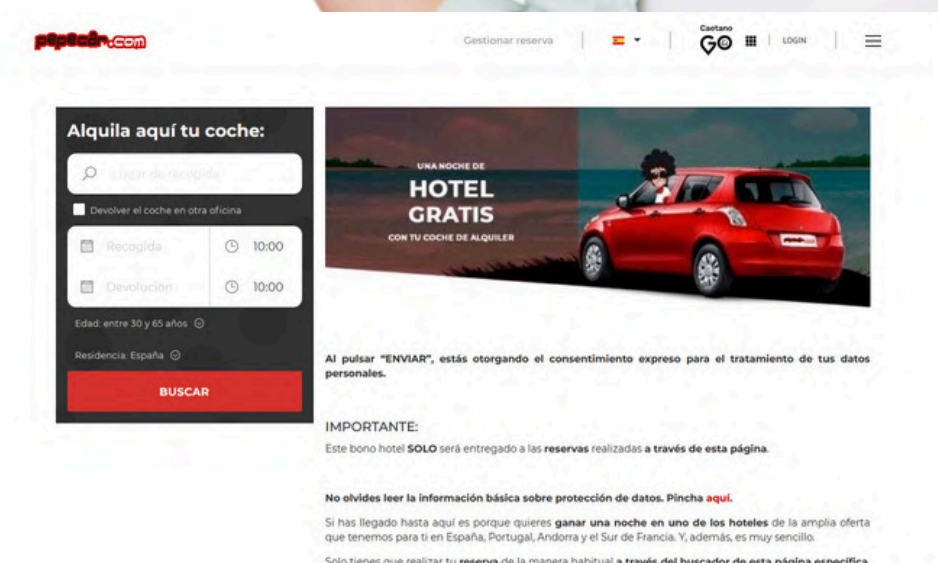 pepecar.com
Gestionar reserva
Caetano
GO
LOGIN
Alquila aquí tu coche:
Lugar de recogida
Devolver el coche en otra oficina
Recogida
10:00
Devolución
10:00
Edad: entre 30 y 65 años
Residencia: España
BUSCAR
UNA NOCHE DE
HOTEL
GRATIS
CON TU COCHE DE ALQUILER
Al pulsar "ENVIAR", estás otorgando el consentimiento expreso para el tratamiento de tus datos
personales.
IMPORTANTE:
Este bono hotel SOLO será entregado a las reservas realizadas a través de esta página.
No olvides leer la información básica sobre protección de datos. Pincha aquí.
Si has llegado hasta aquí es porque quieres ganar una noche en uno de los hoteles de la amplia oferta
que tenemos para ti en España, Portugal, Andorra y el Sur de Francia. Y, además, es muy sencillo.
Solo tienes que realizar tu reserva de la manera habitual a través del buscador de esta página específica.